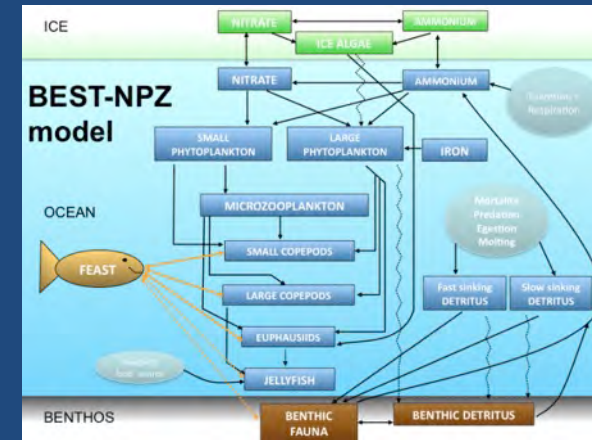 ICE
NITRATE
AMMONIUM
ICE ALGAE
BEST-NPZ
model
NITRATE
AMMONIUM
Respiration
SMALL
PHYTOPLANKTON
LARGE
PHYTOPLANKTON
IRON
OCEAN
MICROZOOPLANKTON
Mortality
Predation
Egestion
Molting
SMALL COPEPODS
FEAST
LARGE COPEPODS
Fast sinking
DETRITUS
Slow sinking
DETRITUS
EUPHAUSIIDS
JELLYFISH
BENTHOS
BENTHIC
FAUNA
BENTHIC DETRITUS